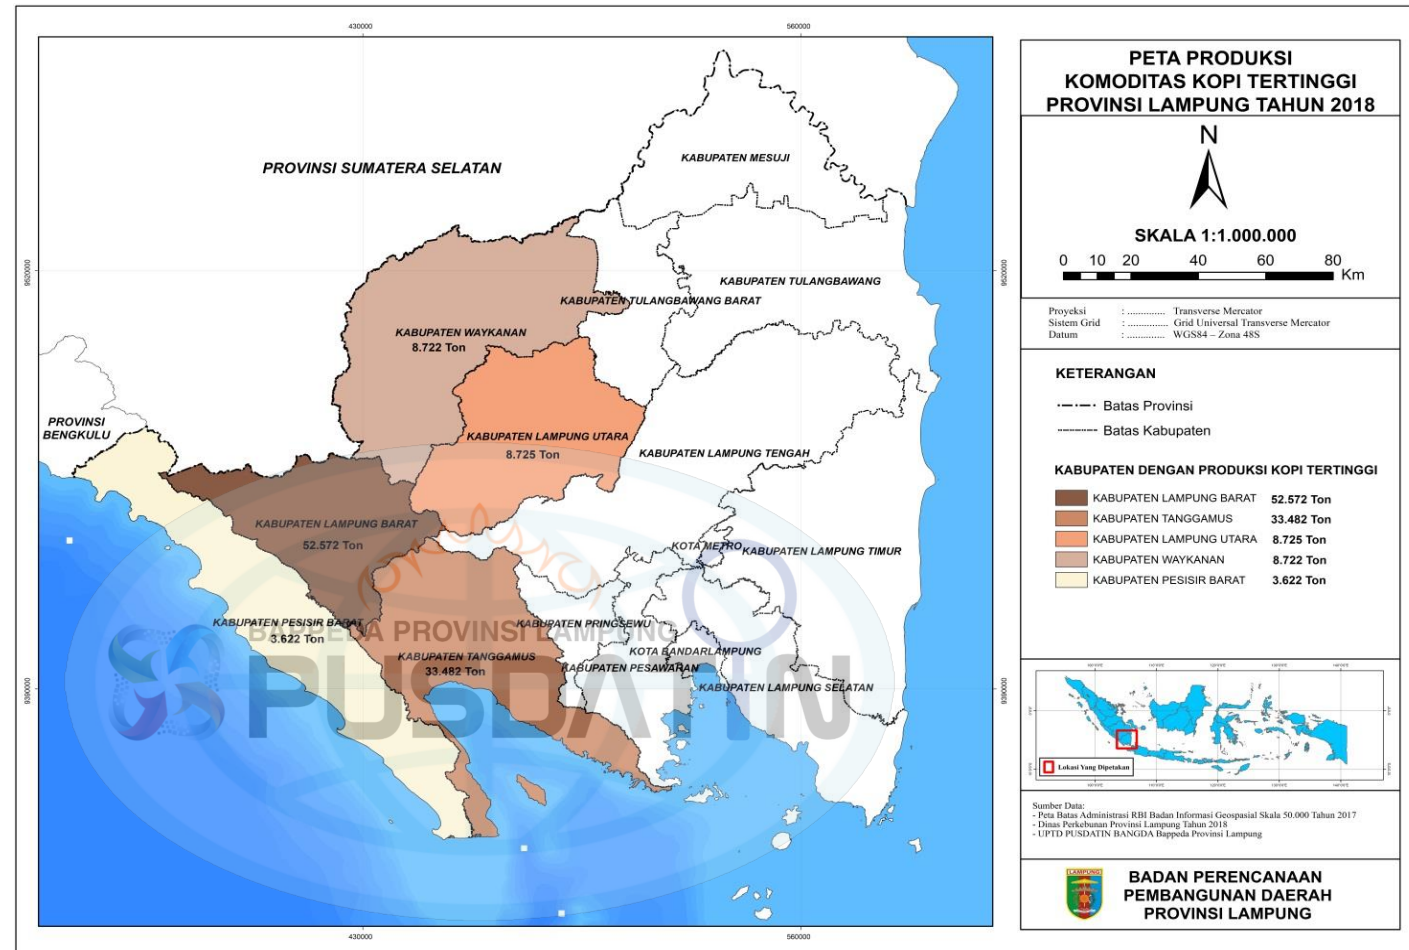 430000
560000
9520000
9520000
9390000
9390000
430000
560000
PROVINSI SUMATERA SELATAN
KABUPATEN MESUJI
KABUPATEN TULANGBAWANG
KABUPATEN TULANGBAWANG BARAT
KABUPATEN WAYKANAN
8.722 Ton
PROVINSI
BENGKULU
KABUPATEN LAMPUNG UTARA
8.725 Ton
KABUPATEN LAMPUNG TENGAH
KABUPATEN LAMPUNG BARAT
52.572 Ton
KOTA METRO
KABUPATEN LAMPUNG TIMUR
KABUPATEN PESISIR BARAT
3.622 Ton
KABUPATEN PRINGSEWU
BAPPEDA PROVINSI LAMPUNG
PUSDATIN
KOTA BANDARLAMPUNG
KABUPATEN TANGGAMUS
33.482 Ton
KABUPATEN PESAWARAN
KABUPATEN LAMPUNG SELATAN
PETA PRODUKSI
KOMODITAS KOPI TERTINGGI
PROVINSI LAMPUNG TAHUN 2018
N
SKALA 1:1.000.000
0 10 20 40 60 80
Km
Proyeksi : ............. Transverse Mercator
Sistem Grid : .............. Grid Universal Transverse Mercator
Datum : .............. WGS84 – Zona 48S
KETERANGAN
Batas Provinsi
Batas Kabupaten
KABUPATEN DENGAN PRODUKSI KOPI TERTINGGI
KABUPATEN LAMPUNG BARAT 52.572 Ton
KABUPATEN TANGGAMUS 33.482 Ton
KABUPATEN LAMPUNG UTARA 8.725 Ton
KABUPATEN WAYKANAN 8.722 Ton
KABUPATEN PESISIR BARAT 3.622 Ton
Lokasi Yang Dipetakan
Sumber Data:
- Peta Batas Administrasi RBI Badan Informasi Geospasial Skala 50.000 Tahun 2017
- Dinas Perkebunan Provinsi Lampung Tahun 2018
- UPTD PUSDATIN BANGDA Bappeda Provinsi Lampung
LAMPUNG
BADAN PERENCANAAN
PEMBANGUNAN DAERAH
PROVINSI LAMPUNG